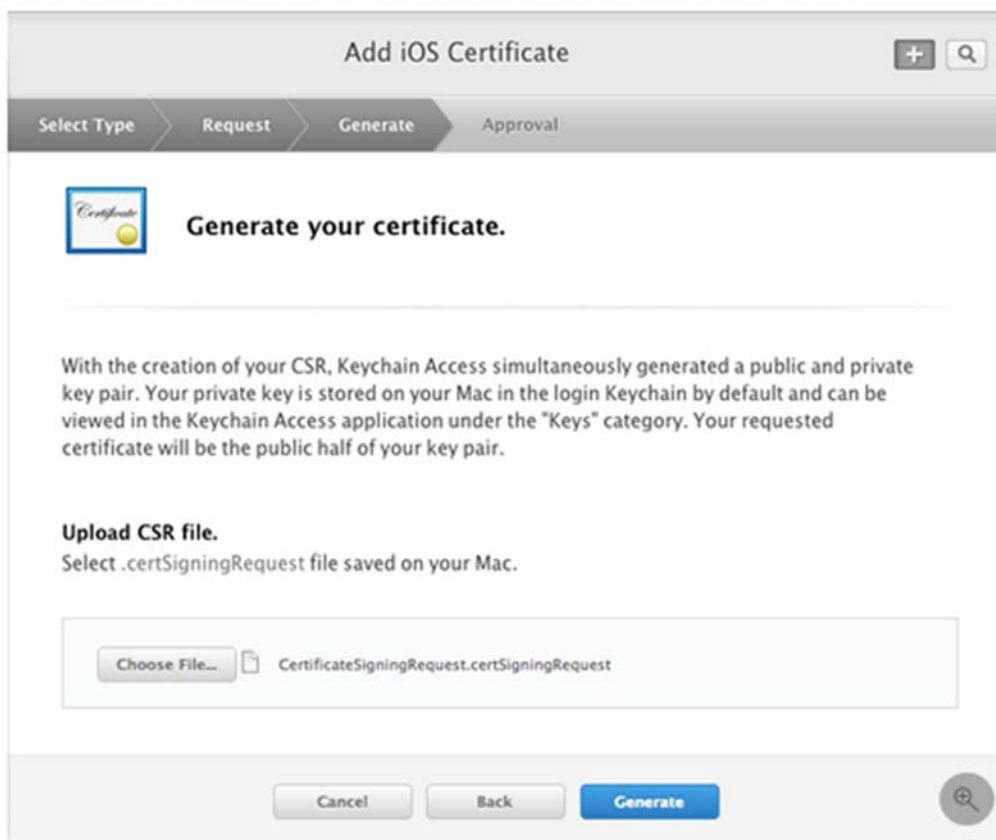 Add iOS Certificate
Select Type Request Generate Approval
Certificate
Generate your certificate.
With the creation of your CSR, Keychain Access simultaneously generated a public and private
key pair. Your private key is stored on your Mac in the login Keychain by default and can be
viewed in the Keychain Access application under the "Keys" category. Your requested
certificate will be the public half of your key pair.
Upload CSR file.
Select .certSigningRequest file saved on your Mac.
Choose File... CertificateSigningRequest.certSigningRequest
Cancel Back Generate